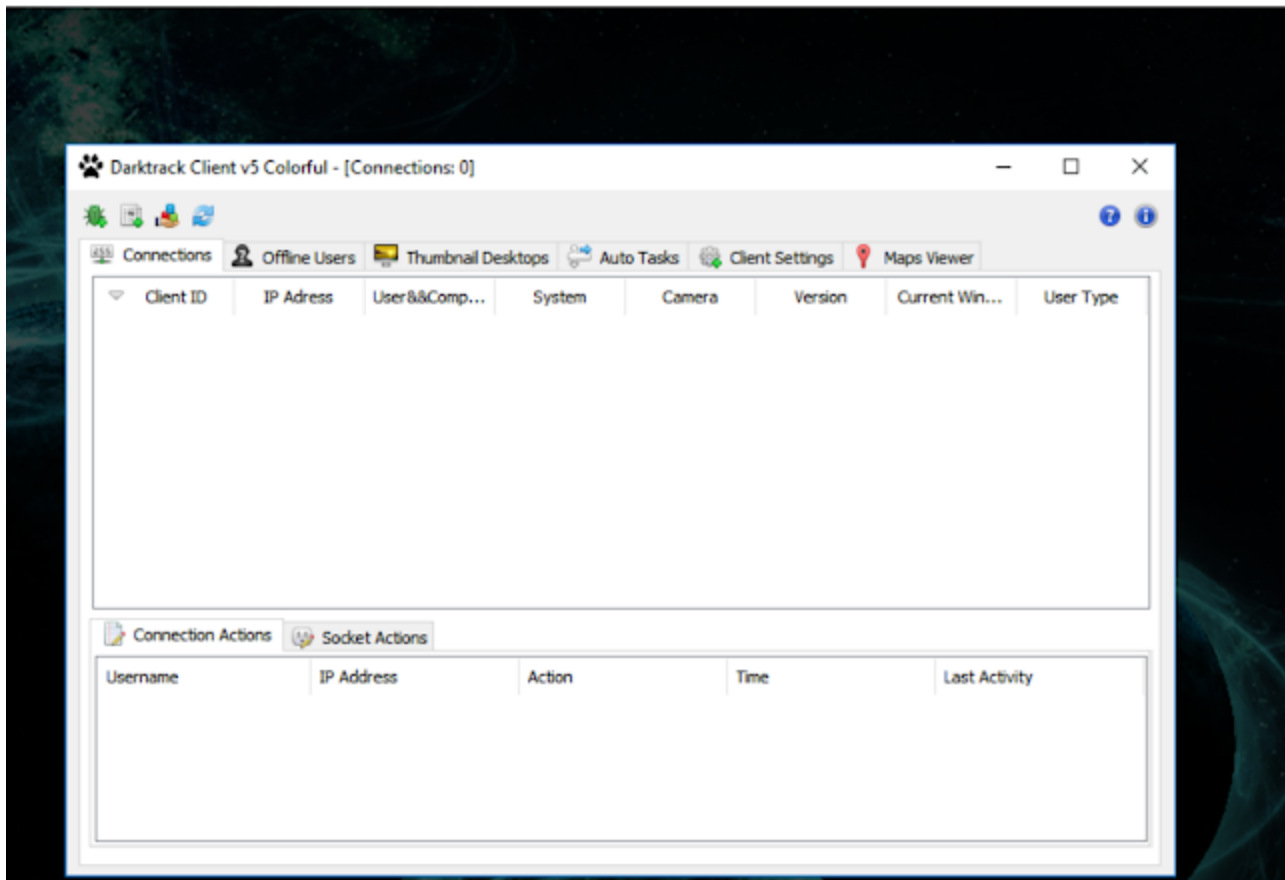 Darktrack Client v5 Colorful - [Connections: 0]
Connections Offline Users Thumbnail Desktops Auto Tasks Client Settings Maps Viewer
Client ID IP Adress User&&Comp... System Camera Version Current Win... User Type
Connection Actions Socket Actions
Username IP Address Action Time Last Activity